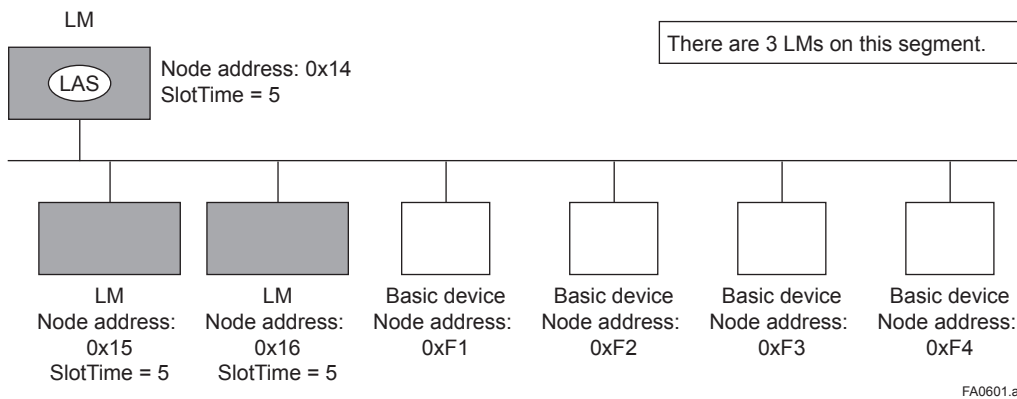 LM
There are 3 LMs on this segment.
LAS
Node address: 0x14
SlotTime = 5
LM
Node address:
0x15
SlotTime = 5
LM
Node address:
0x16
SlotTime = 5
Basic device
Node address:
0xF1
Basic device
Node address:
0xF2
Basic device
Node address:
0xF3
Basic device
Node address:
0xF4